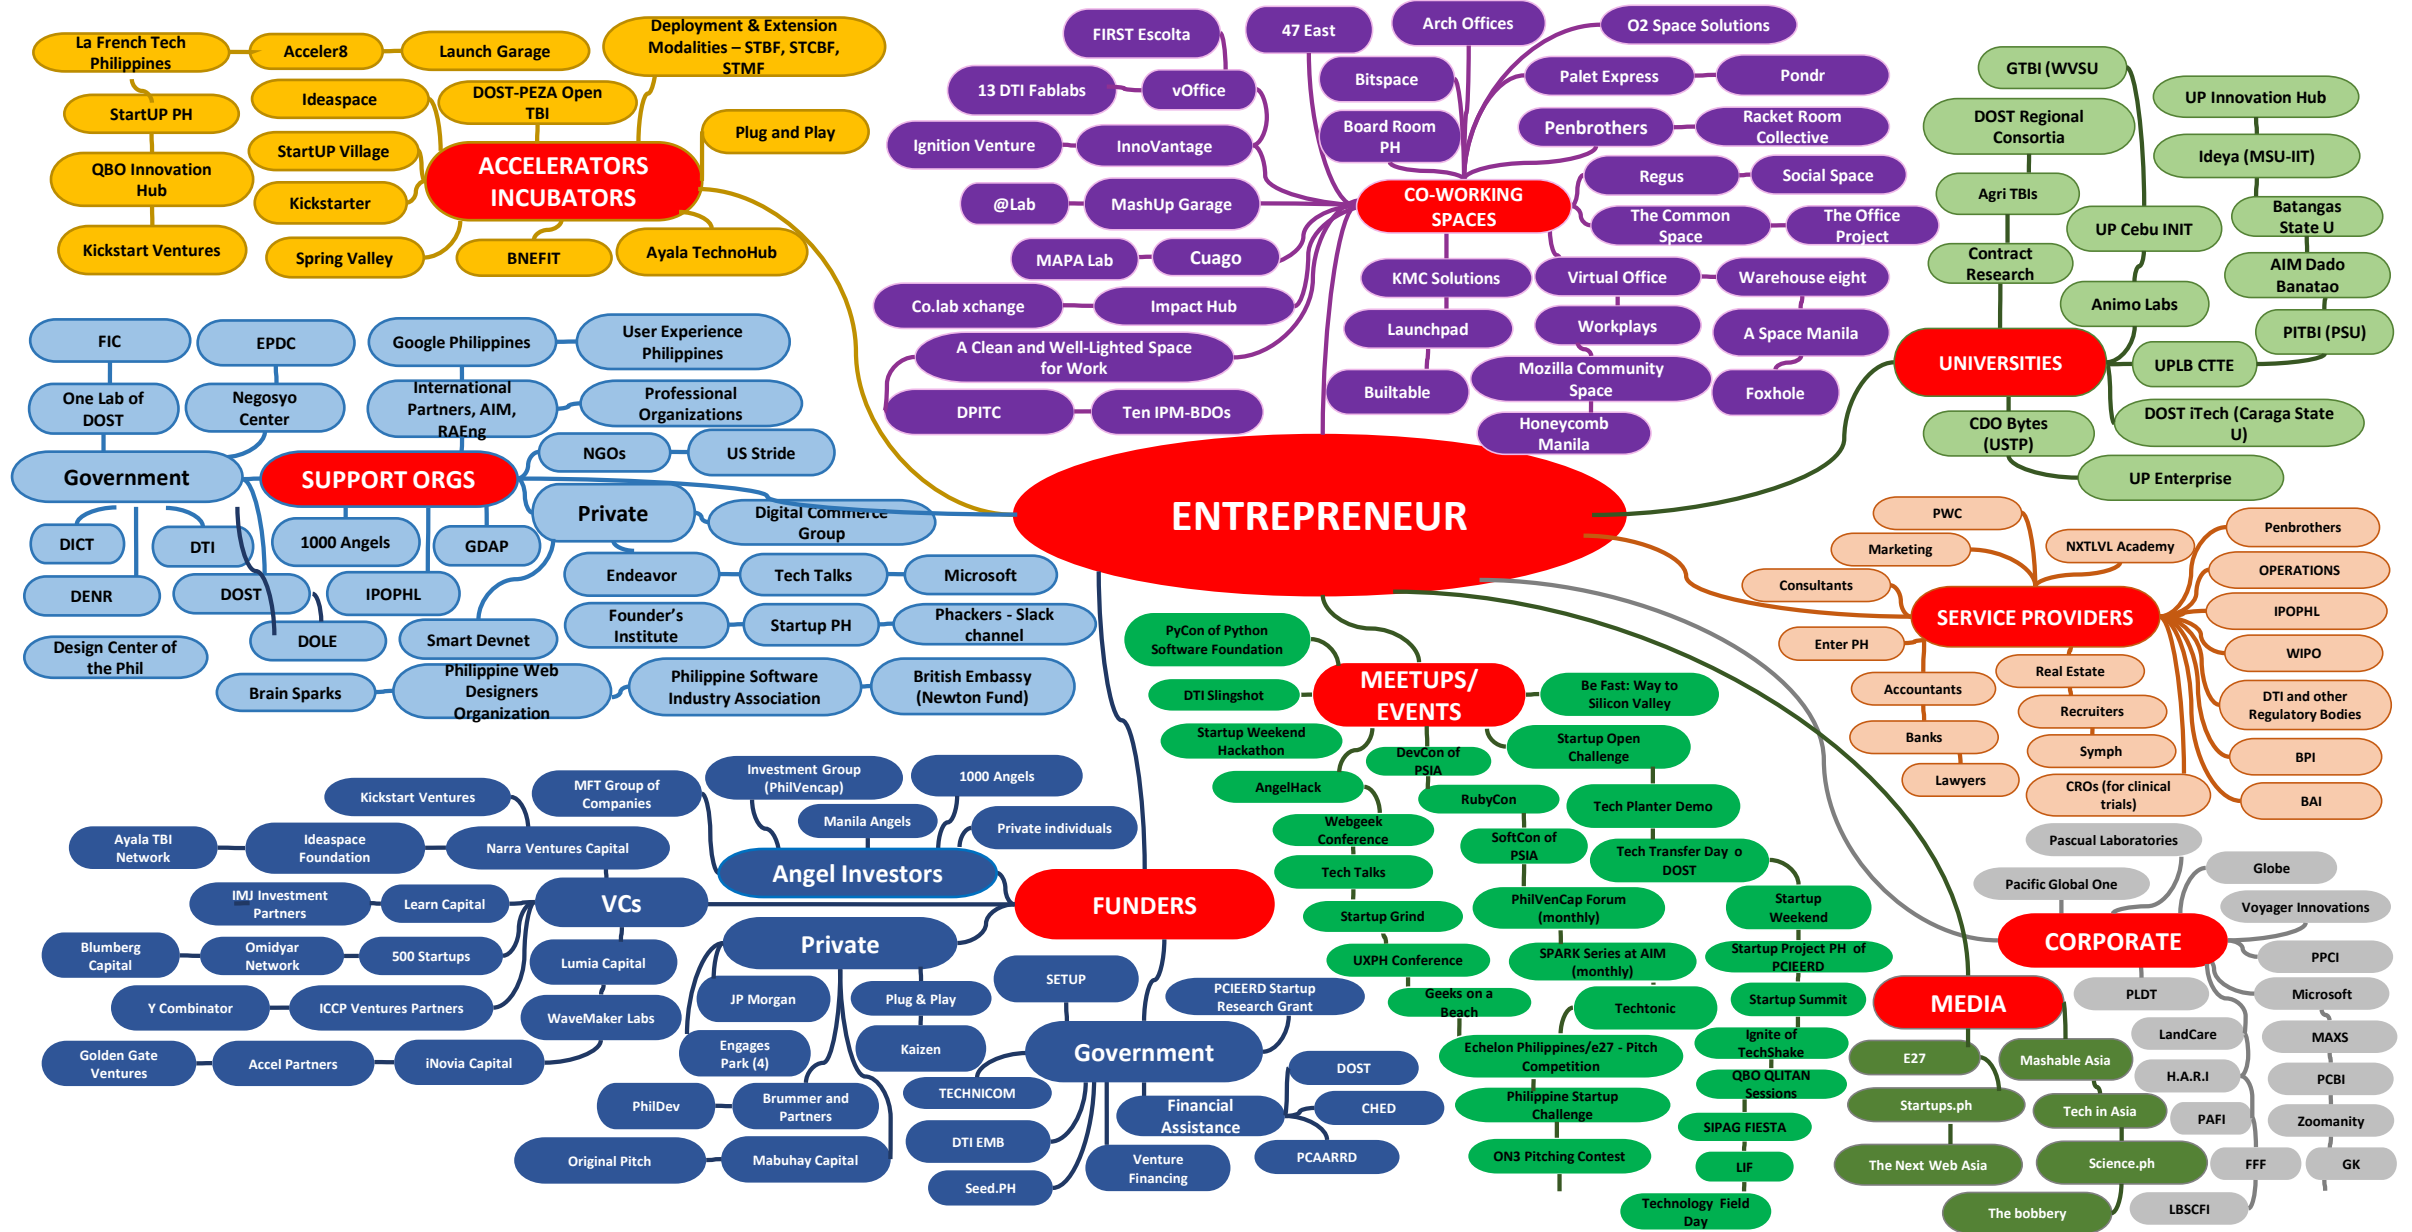 La French Tech
Philippines
Acceler8
Launch Garage
Deployment & Extension
Modalities – STBF, STCBF,
STMF
StartUP PH
Ideaspace
DOST-PEZA Open
TBI
Plug and Play
QBO Innovation
Hub
StartUP Village
Kickstarter
ACCELERATORS
INCUBATORS
Kickstart Ventures
Spring Valley
BNEFIT
Ayala TechnoHub
FIRST Escolta
47 East
Arch Offices
O2 Space Solutions
13 DTI Fablabs
vOffice
Bitspace
Palet Express
Pondr
Ignition Venture
InnoVantage
Board Room
PH
Penbrothers
Racket Room
Collective
@Lab
MashUp Garage
CO-WORKING
SPACES
Regus
Social Space
The Common
Space
The Office
Project
MAPA Lab
Cuago
KMC Solutions
Virtual Office
Warehouse eight
Co.lab xchange
Impact Hub
Launchpad
Workplays
A Space Manila
A Clean and Well-Lighted Space
for Work
Builtable
Mozilla Community
Space
Foxhole
DPITC
Ten IPM-BDOs
Honeycomb
Manila
GTBI (WVSU
UP Innovation Hub
DOST Regional
Consortia
Ideya (MSU-IIT)
Agri TBIs
UP Cebu INIT
Batangas
State U
Contract
Research
Animo Labs
AIM Dado
Banatao
UNIVERSITIES
UPLB CTTE
PITBI (PSU)
CDO Bytes
(USTP)
DOST iTech (Caraga State
U)
UP Enterprise
FIC
EPDC
Google Philippines
User Experience
Philippines
One Lab of
DOST
Negosyo
Center
International
Partners, AIM,
RAEng
Professional
Organizations
Government
SUPPORT ORGS
NGOs
US Stride
Private
Digital Commerce
Group
DICT
DTI
1000 Angels
GDAP
DENR
DOST
IPOPHL
Endeavor
Tech Talks
Microsoft
Design Center of
the Phil
DOLE
Smart Devnet
Founder’s
Institute
Startup PH
Phackers - Slack
channel
Brain Sparks
Philippine Web
Designers
Organization
Philippine Software
Industry Association
British Embassy
(Newton Fund)
ENTREPRENEUR
PWC
Marketing
NXTLVL Academy
Penbrothers
Consultants
OPERATIONS
SERVICE PROVIDERS
IPOPHL
Enter PH
Real Estate
WIPO
Accountants
Recruiters
DTI and other
Regulatory Bodies
Banks
Symph
BPI
Lawyers
CROs (for clinical
trials)
BAI
PyCon of Python
Software Foundation
DTI Slingshot
MEETUPS/
EVENTS
Be Fast: Way to
Silicon Valley
Startup Weekend
Hackathon
DevCon of
PSIA
Startup Open
Challenge
AngelHack
RubyCon
Tech Planter Demo
Webgeek
Conference
SoftCon of
PSIA
Tech Transfer Day  o
DOST
Tech Talks
PhilVenCap Forum
(monthly)
Startup
Weekend
Startup Grind
SPARK Series at AIM
(monthly)
Startup Project PH  of
PCIEERD
UXPH Conference
Techtonic
Startup Summit
Geeks on a
Beach
Echelon Philippines/e27 - Pitch
Competition
Ignite of
TechShake
Philippine Startup
Challenge
QBO QLITAN
Sessions
ON3 Pitching Contest
SIPAG FIESTA
LIF
Technology  Field
Day
Kickstart Ventures
MFT Group of
Companies
Investment Group
(PhilVencap)
1000 Angels
Manila Angels
Private individuals
Ayala TBI
Network
Ideaspace
Foundation
Narra Ventures Capital
Angel Investors
IMJ Investment
Partners
Learn Capital
VCs
FUNDERS
Blumberg
Capital
Omidyar
Network
500 Startups
Lumia Capital
Private
Y Combinator
ICCP Ventures Partners
WaveMaker Labs
JP Morgan
Plug & Play
SETUP
PCIEERD Startup
Research Grant
Golden Gate
Ventures
Accel Partners
iNovia Capital
Engages
Park (4)
Kaizen
Government
PhilDev
Brummer and
Partners
TECHNICOM
Financial
Assistance
DOST
CHED
PCAARRD
Original Pitch
Mabuhay Capital
DTI EMB
Venture
Financing
Seed.PH
Pascual Laboratories
Pacific Global One
Globe
Voyager Innovations
CORPORATE
PPCI
PLDT
Microsoft
LandCare
MAXS
H.A.R.I
PCBI
PAFI
Zoomanity
FFF
GK
LBSCFI
MEDIA
E27
Mashable Asia
Startups.ph
Tech in Asia
The Next Web Asia
Science.ph
The bobbery